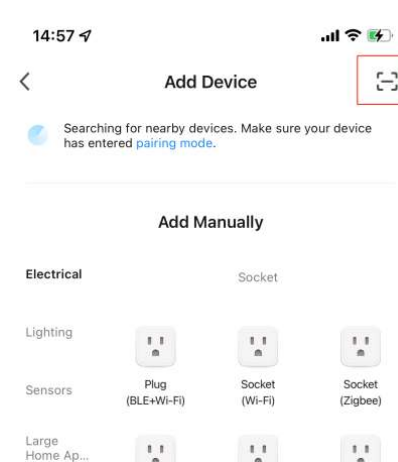 14:57
Add Device
Searching for nearby devices. Make sure your device
has entered pairing mode.
Add Manually
Electrical
Socket
Lighting
Plug
(BLE+Wi-Fi)
Socket
(Wi-Fi)
Socket
(Zigbee)
Sensors
Large
Home Ap...